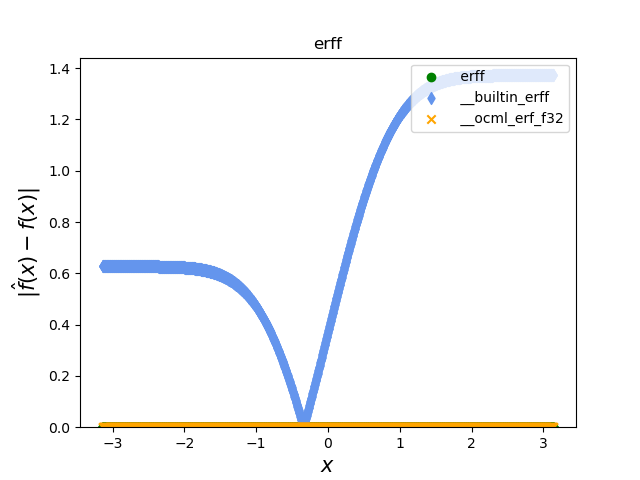 erff
|f̂(x) − f(x)|
1.4
1.2
1.0
0.8
0.6
0.4
0.2
0.0
erff
__builtin_erff
__ocml_erf_f32
−3 −2 −1 0 1 2 3
x